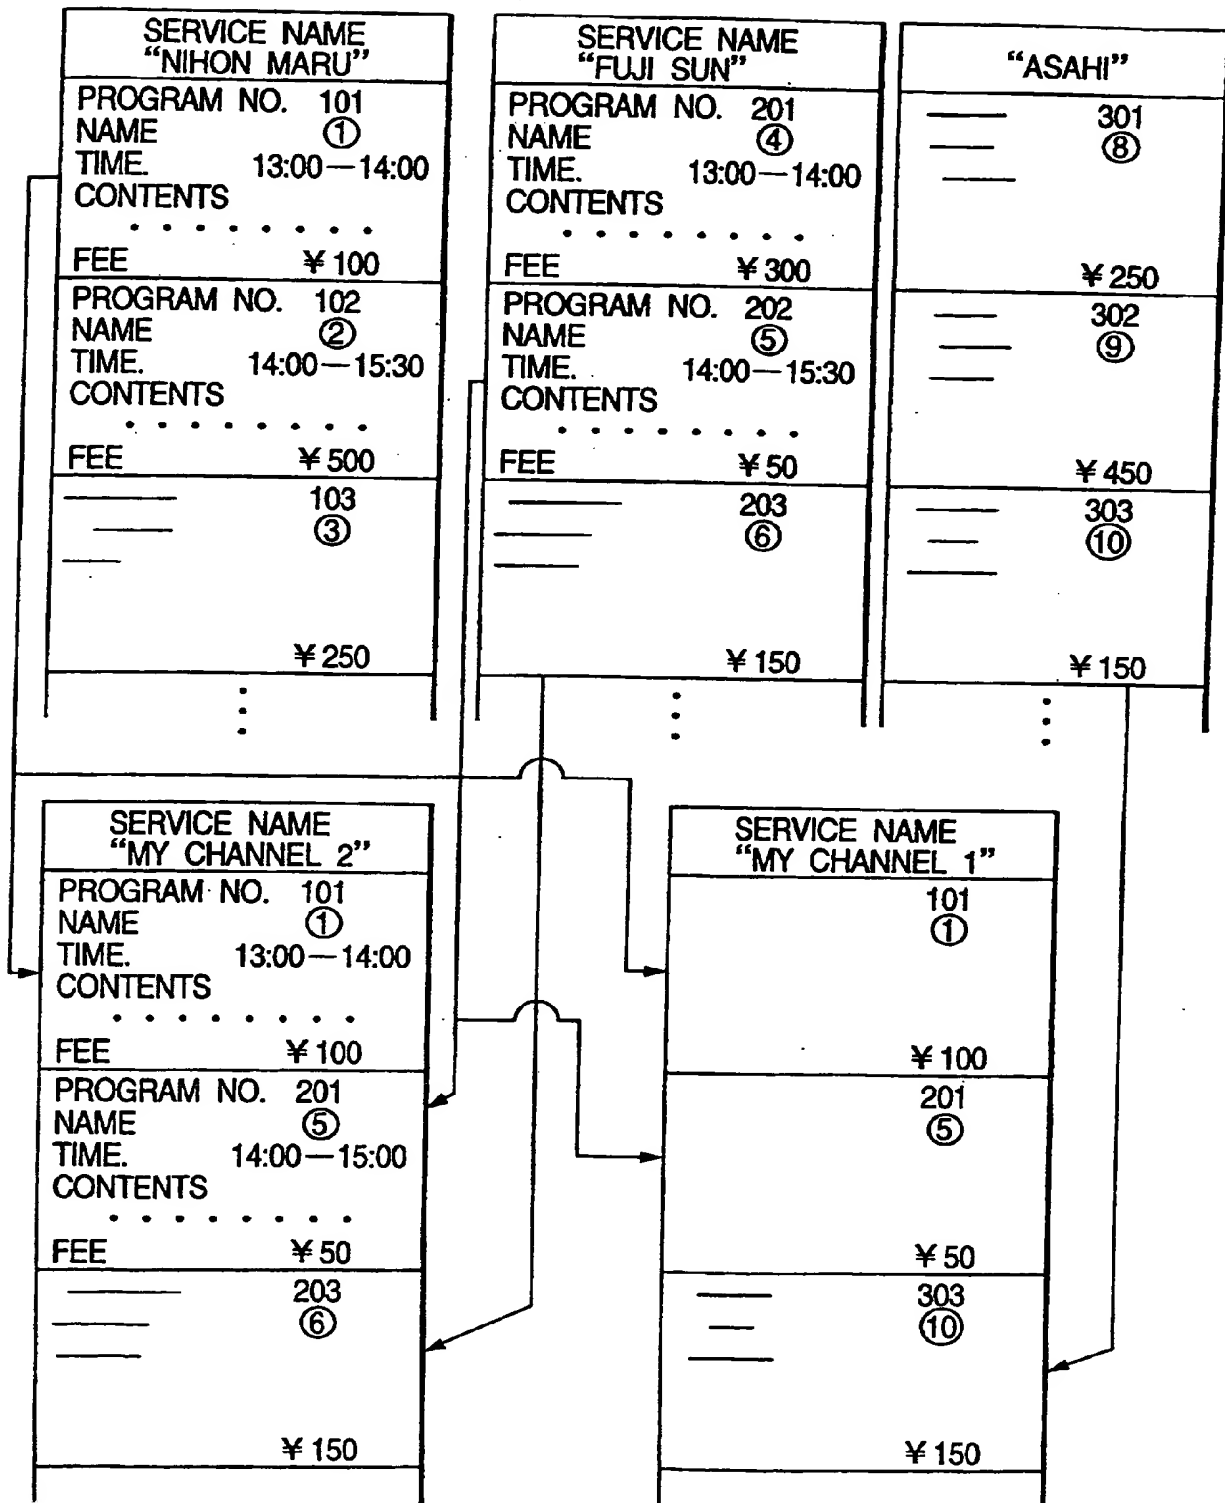 SERVICE NAME
“NIHON MARU”
PROGRAM NO. 101
NAME ①
TIME. 13:00—14:00
CONTENTS
FEE ¥100
PROGRAM NO. 102
NAME ②
TIME. 14:00—15:30
CONTENTS
FEE ¥500
103
③
¥250
SERVICE NAME
“FUJI SUN”
PROGRAM NO. 201
NAME ④
TIME. 13:00—14:00
CONTENTS
FEE ¥300
PROGRAM NO. 202
NAME ⑤
TIME. 14:00—15:30
CONTENTS
FEE ¥50
203
⑥
¥150
“ASAHI”
301
⑧
¥250
302
⑨
¥450
303
⑩
¥150
SERVICE NAME
“MY CHANNEL 2”
PROGRAM NO. 101
NAME ①
TIME. 13:00—14:00
CONTENTS
FEE ¥100
PROGRAM NO. 201
NAME ⑤
TIME. 14:00—15:00
CONTENTS
FEE ¥50
203
⑥
¥150
SERVICE NAME
“MY CHANNEL 1”
101
①
¥100
201
⑤
¥50
303
⑩
¥150